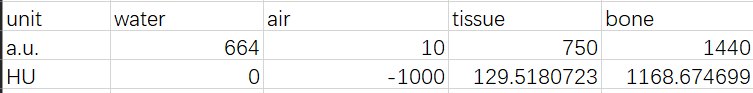 unit water air tissue bone
a.u. 664 10 750 1440
HU 0 -1000 129.5180723 1168.674699